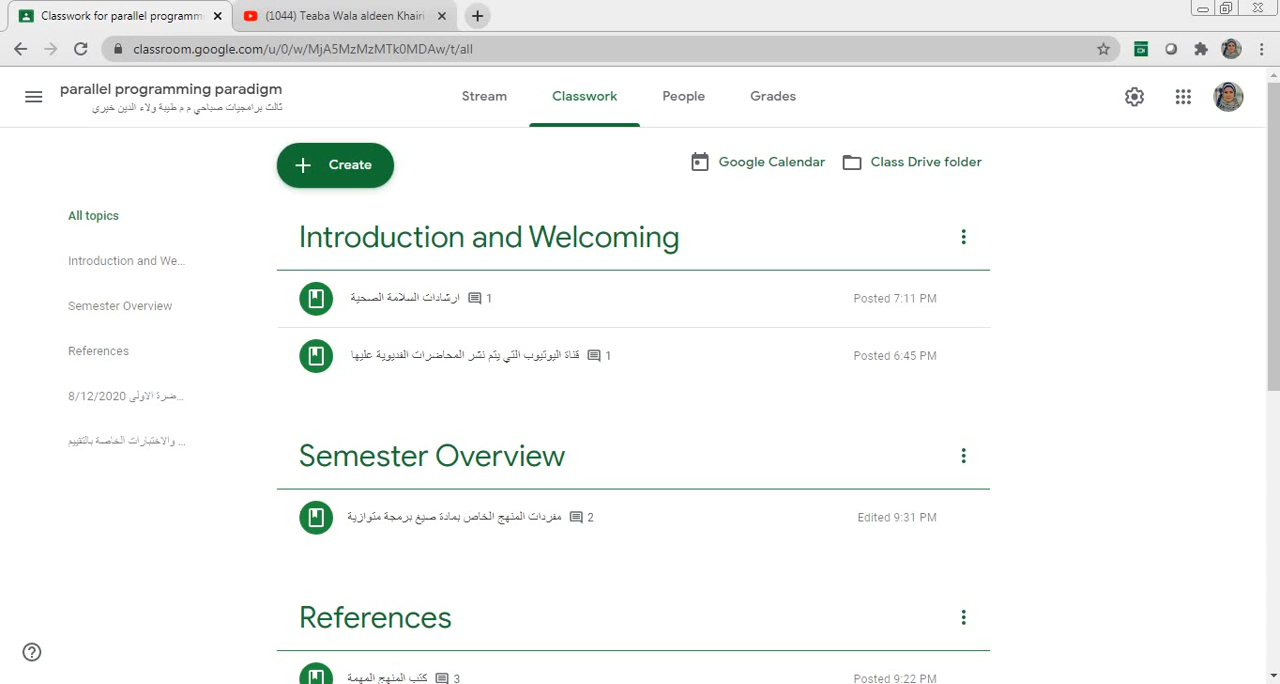 Classwork for parallel programm
(1044) Teaba Wala aldeen Khairi
classroom.google.com/u/0/w/MjA5MzMzMTk0MDAw/t/all
parallel programming paradigm
ثالث برامجيات صباحي م م طيبة ولاء الدين خيري
Stream
Classwork
People
Grades
Create
Google Calendar
Class Drive folder
All topics
Introduction and We...
Semester Overview
References
...ضرة الاولى 8/12/2020
... والاختبارات الخاصة بالتقييم
Introduction and Welcoming
ارشادات السلامة الصحية 1
Posted 7:11 PM
قناة اليوتيوب التي يتم نشر المحاضرات الفديوية عليها 1
Posted 6:45 PM
Semester Overview
مفردات المنهج الخاص بمادة صيغ برمجة متوازية 2
Edited 9:31 PM
References
كتب المنهج المهمة 3
Posted 9:22 PM